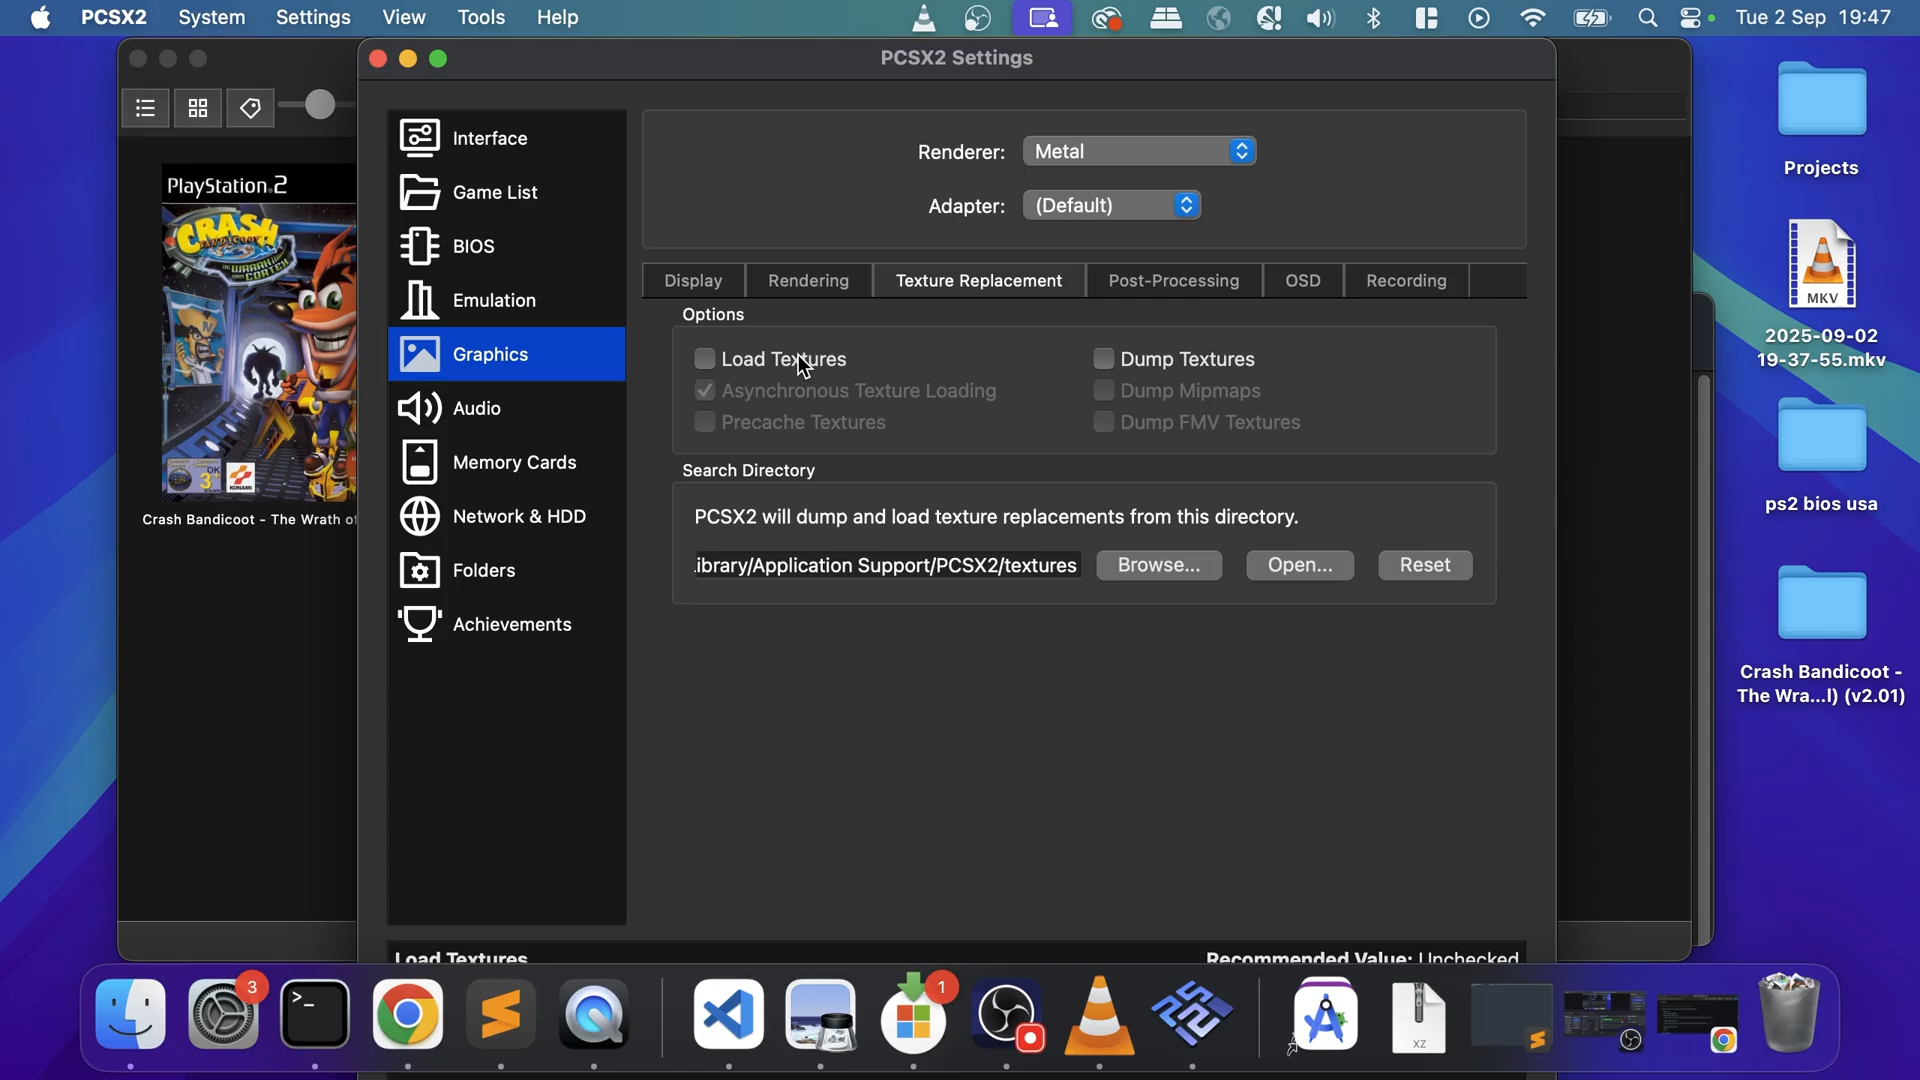 PCSX2 System Settings View Tools Help Tue 2 Sep 19:47
PCSX2 Settings
Interface
Game List
BIOS
Emulation
Graphics
Audio
Memory Cards
Network & HDD
Folders
Achievements
Renderer: Metal
Adapter: (Default)
Display Rendering Texture Replacement Post-Processing OSD Recording
Options
Load Textures Dump Textures
Asynchronous Texture Loading Dump Mipmaps
Precache Textures Dump FMV Textures
Search Directory
PCSX2 will dump and load texture replacements from this directory.
ibrary/Application Support/PCSX2/textures Browse... Open... Reset
Load Textures Recommended Value: Unchecked
PlayStation 2
CRASH
BANDICOOT
3+
KONAMI
Crash Bandicoot - The Wrath of
Projects
MKV
2025-09-02
19-37-55.mkv
ps2 bios usa
Crash Bandicoot -
The Wra...l) (v2.01)
3
1
XZ